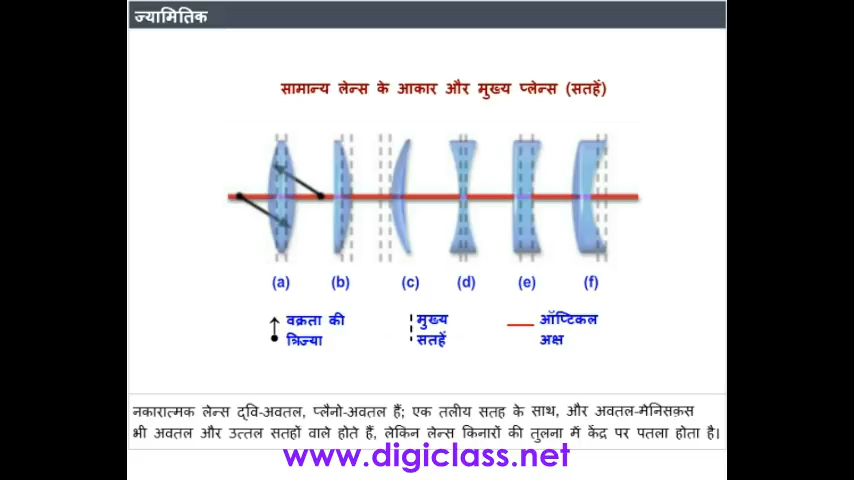 ज्यामितिक
सामान्य लेन्स के आकार और मुख्य प्लेन्स (सतहें)
(a) (b) (c) (d) (e) (f)
वक्रता की त्रिज्या
मुख्य सतहें
ऑप्टिकल अक्ष
नकारात्मक लेन्स द्वि-अवतल, प्लैनो-अवतल हैं; एक तलीय सतह के साथ, और अवतल-मैनिसक़स
भी अवतल और उत्तल सतहों वाले होते हैं, लेकिन लेन्स किनारों की तुलना में केंद्र पर पतला होता है।
www.digiclass.net